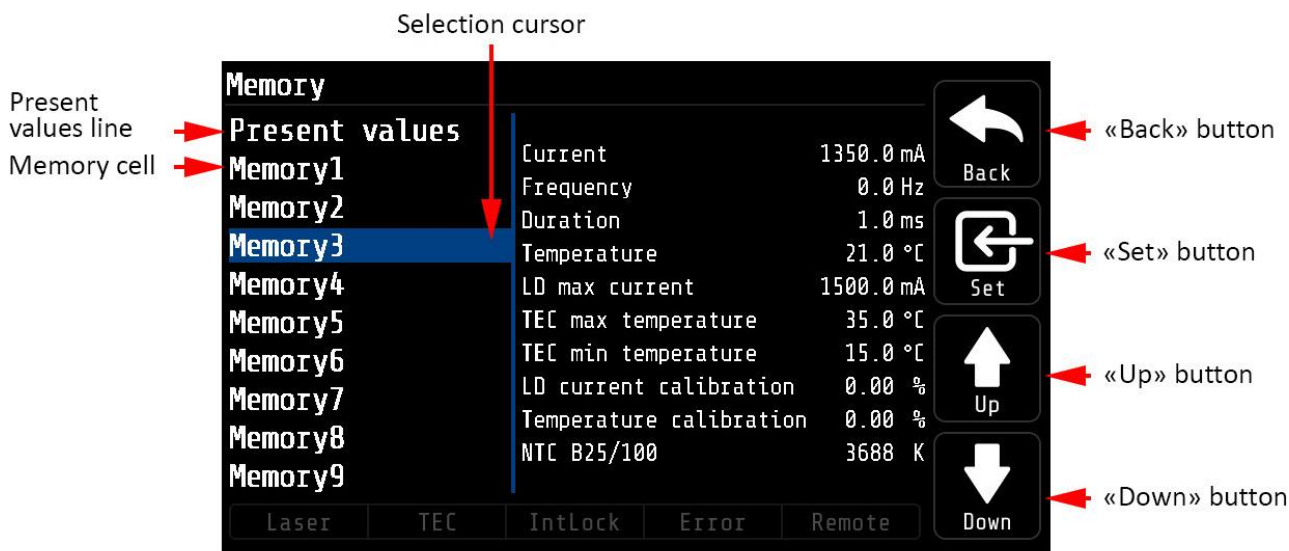 Selection cursor
Present
values line
Memory cell
Memory
Present values
Memory1
Memory2
Memory3
Memory4
Memory5
Memory6
Memory7
Memory8
Memory9
Current 1350.0 mA
Frequency 0.0 Hz
Duration 1.0 ms
Temperature 21.0 °C
LD max current 1500.0 mA
TEC max temperature 35.0 °C
TEC min temperature 15.0 °C
LD current calibration 0.00 %
Temperature calibration 0.00 %
NTC B25/100 3688 K
Back
Set
Up
Down
Laser TEC IntLock Error Remote
«Back» button
«Set» button
«Up» button
«Down» button